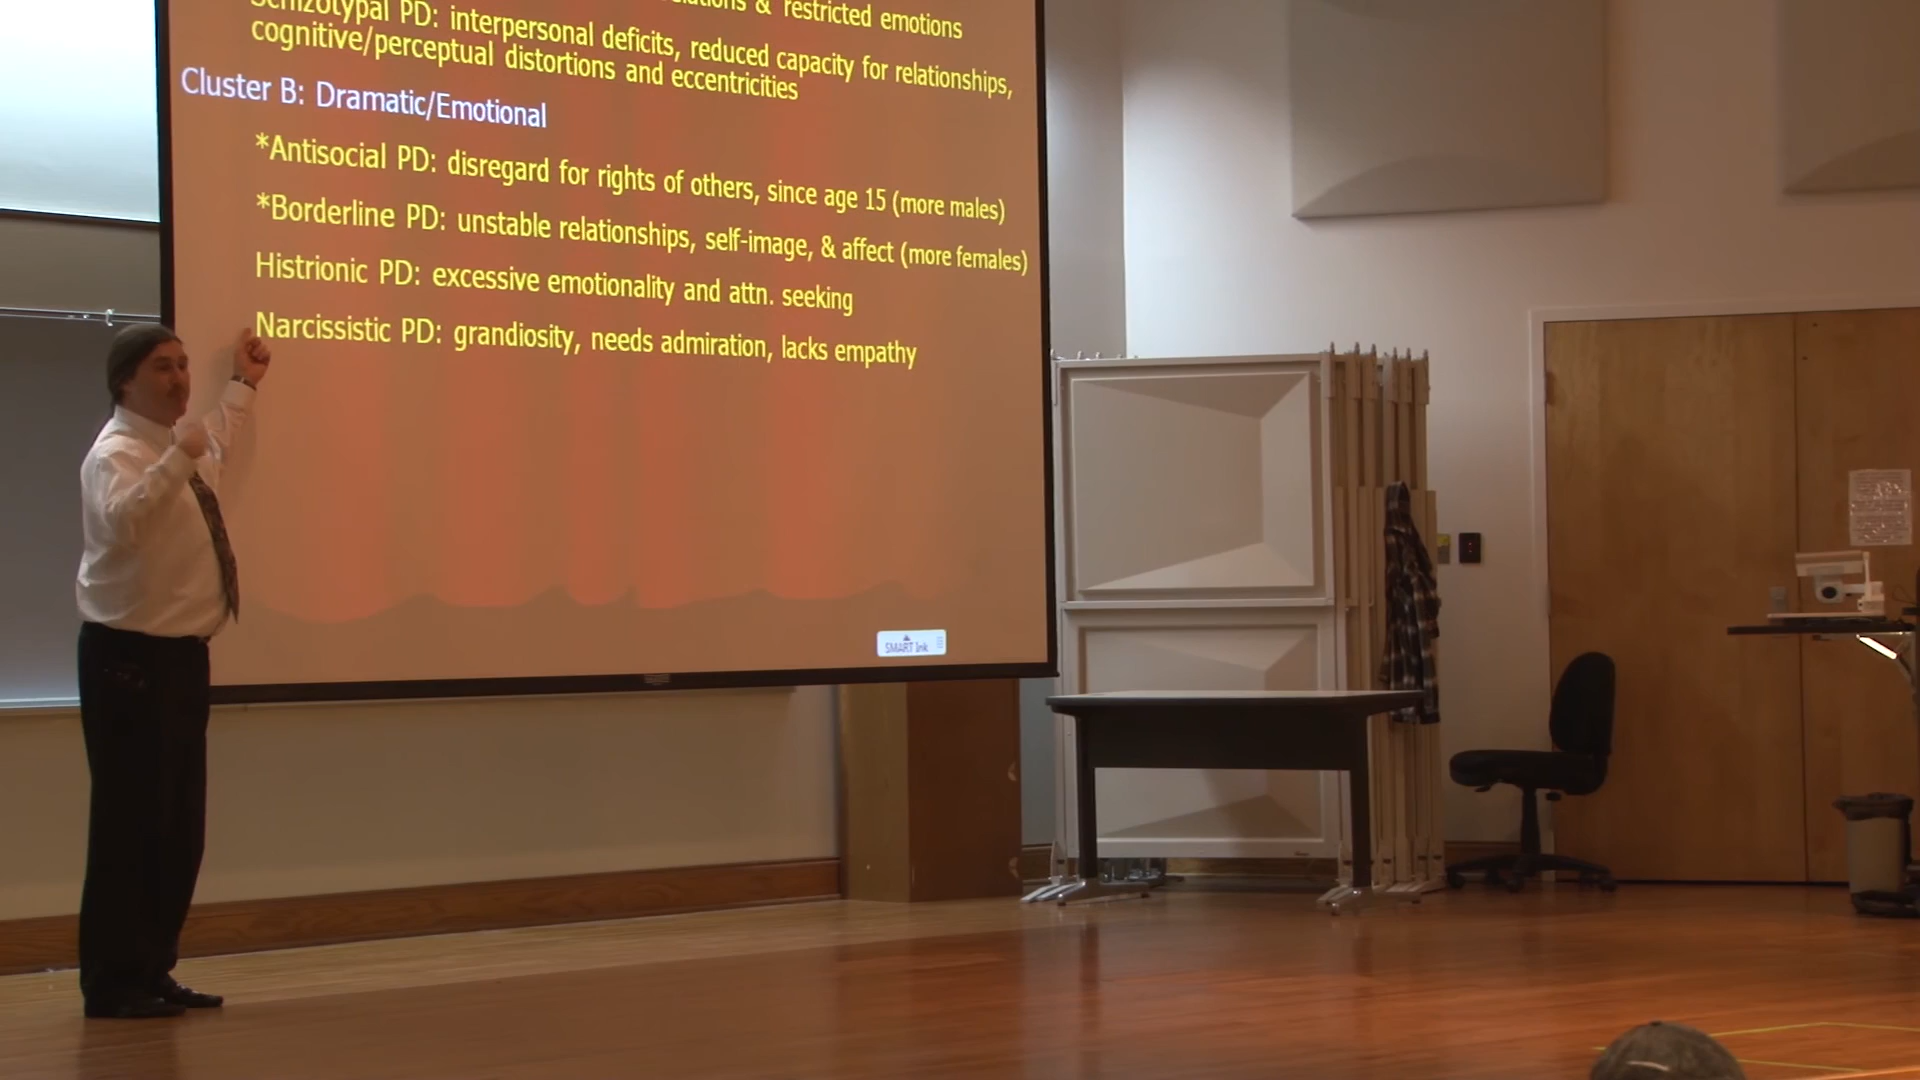 & restricted emotions
Schizotypal PD: interpersonal deficits, reduced capacity for relationships,
cognitive/perceptual distortions and eccentricities
Cluster B: Dramatic/Emotional
*Antisocial PD: disregard for rights of others, since age 15 (more males)
*Borderline PD: unstable relationships, self-image, & affect (more females)
Histrionic PD: excessive emotionality and attn. seeking
Narcissistic PD: grandiosity, needs admiration, lacks empathy
SMART Ink